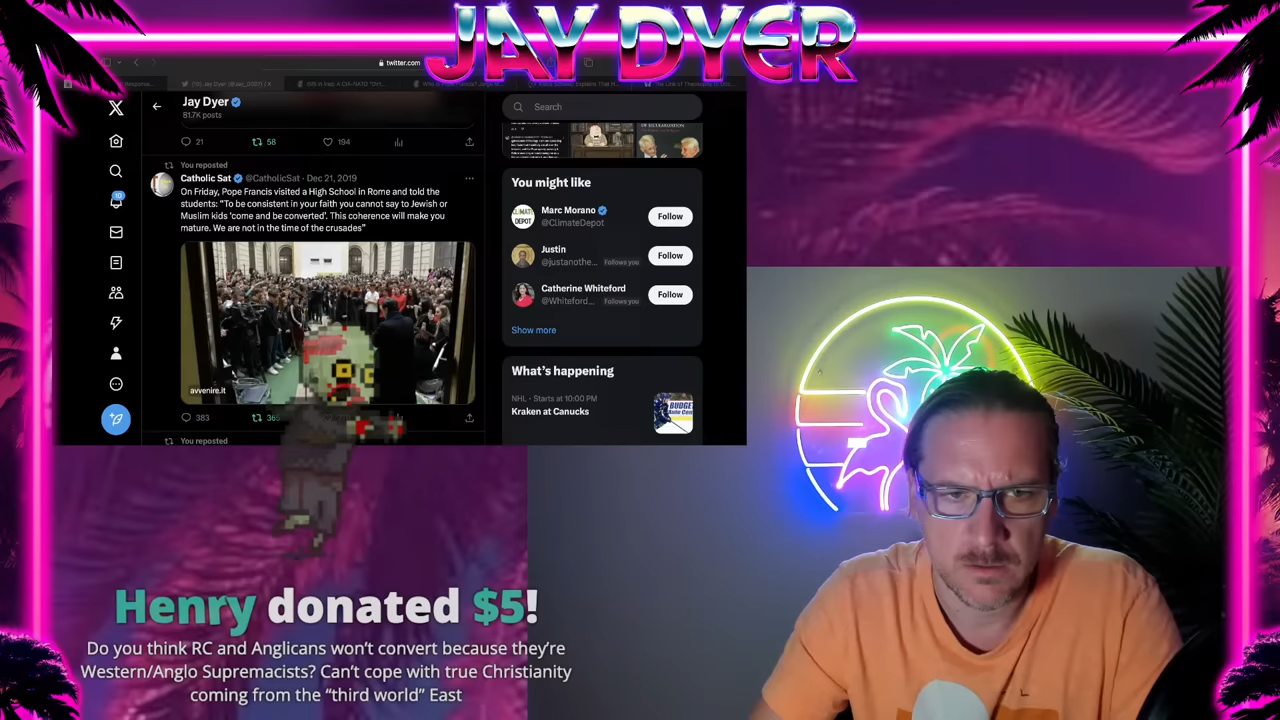 JAY DYER
twitter.com
Jay Dyer
81.7K posts
21
58
194
You reposted
Catholic Sat @CatholicSat · Dec 21, 2019
On Friday, Pope Francis visited a High School in Rome and told the
students: “To be consistent in your faith you cannot say to Jewish or
Muslim kids ‘come and be converted’. This coherence will make you
mature. We are not in the time of the crusades”
avvenire.it
383
You reposted
10
Search
You might like
Marc Morano
@ClimateDepot
Follow
Justin
@justanothe... Follows you
Follow
Catherine Whiteford
@Whiteford... Follows you
Follow
Show more
What’s happening
NHL · Starts at 10:00 PM
Kraken at Canucks
Henry donated $5!
Do you think RC and Anglicans won’t convert because they’re
Western/Anglo Supremacists? Can’t cope with true Christianity
coming from the “third world” East